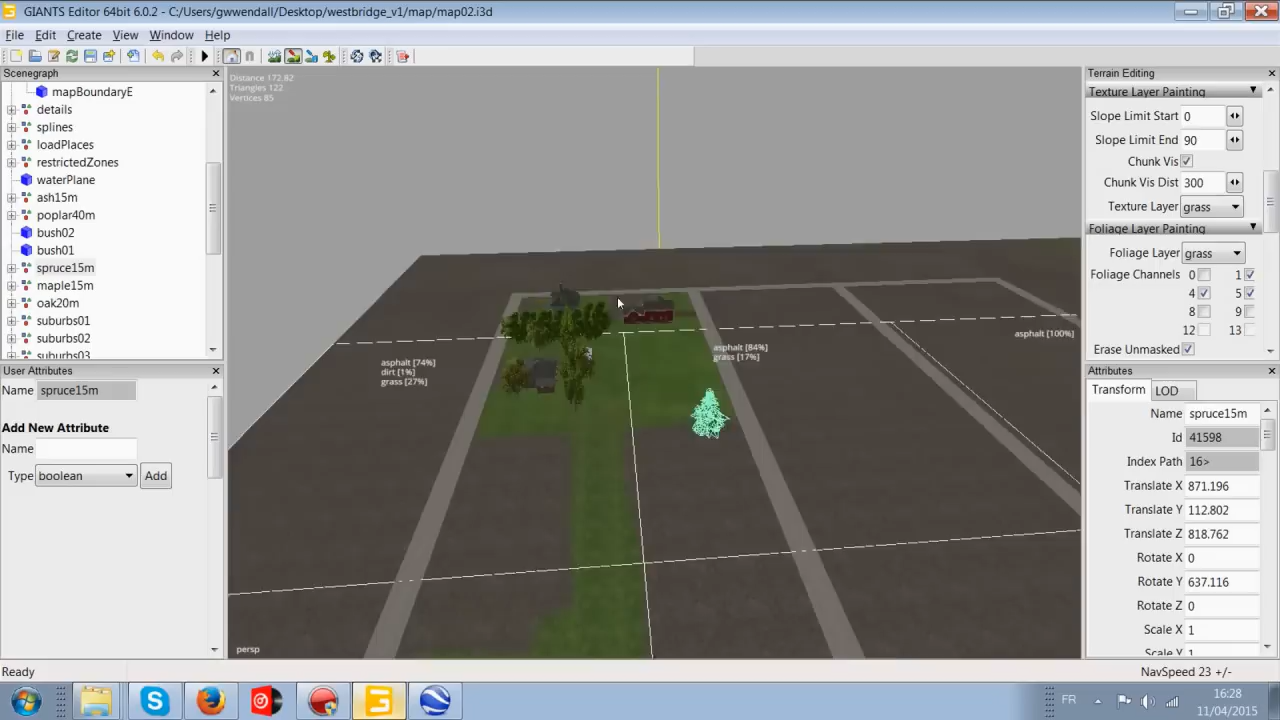 GIANTS Editor 64bit 6.0.2 - C:/Users/gwwendall/Desktop/westbridge_v1/map/map02.i3d
File Edit Create View Window Help
Scenegraph
mapBoundaryE
details
splines
loadPlaces
restrictedZones
waterPlane
ash15m
poplar40m
bush02
bush01
spruce15m
maple15m
oak20m
suburbs01
suburbs02
suburbs03
User Attributes
Name spruce15m
Add New Attribute
Name
Type boolean Add
Distance 172.82
Triangles 122
Vertices 85
asphalt [74%]
dirt [1%]
grass [27%]
asphalt [84%]
grass [17%]
asphalt [100%]
persp
Terrain Editing
Texture Layer Painting
Slope Limit Start 0
Slope Limit End 90
Chunk Vis
Chunk Vis Dist 300
Texture Layer grass
Foliage Layer Painting
Foliage Layer grass
Foliage Channels 0 1
4 5
8 9
12 13
Erase Unmasked
Attributes
Transform LOD
Name spruce15m
Id 41598
Index Path 16>
Translate X 871.196
Translate Y 112.802
Translate Z 818.762
Rotate X 0
Rotate Y 637.116
Rotate Z 0
Scale X 1
Scale Y 1
Ready
NavSpeed 23 +/-
FR
16:28
11/04/2015